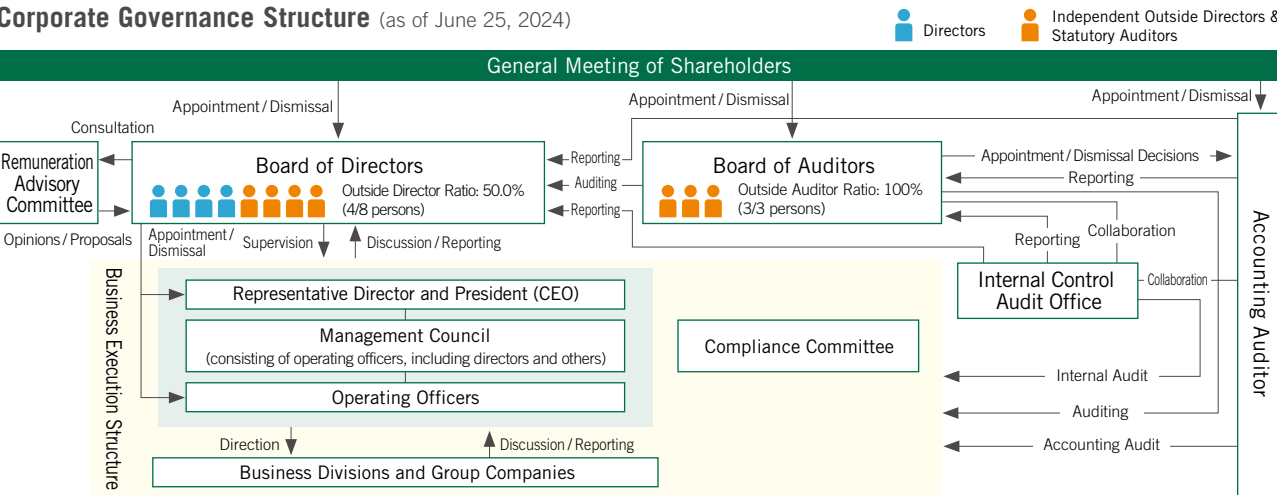 Corporate Governance Structure (as of June 25, 2024)
Directors
Independent Outside Directors &
Statutory Auditors
General Meeting of Shareholders
Appointment / Dismissal
Appointment / Dismissal
Appointment / Dismissal
Consultation
Remuneration
Advisory
Committee
Opinions / Proposals
Board of Directors
Outside Director Ratio: 50.0%
(4/8 persons)
Reporting
Auditing
Reporting
Board of Auditors
Outside Auditor Ratio: 100%
(3/3 persons)
Appointment/Dismissal Decisions
Reporting
Appointment /
Dismissal
Supervision
Discussion / Reporting
Reporting
Collaboration
Internal Control
Audit Office
Collaboration
Accounting Auditor
Business Execution Structure
Representative Director and President (CEO)
Management Council
(consisting of operating officers, including directors and others)
Operating Officers
Compliance Committee
Internal Audit
Auditing
Accounting Audit
Direction
Discussion / Reporting
Business Divisions and Group Companies